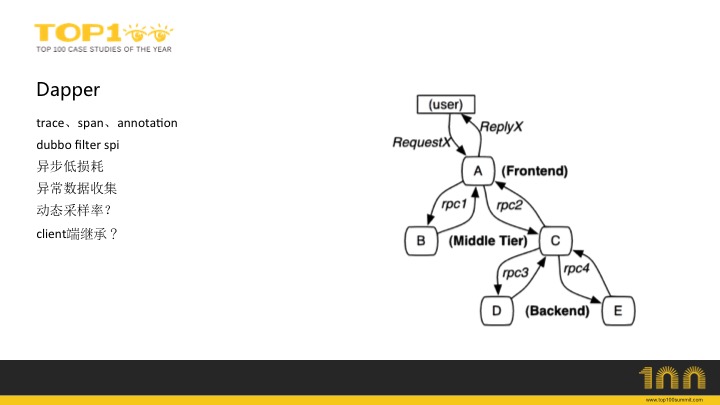 TOP100
TOP 100 CASE STUDIES OF THE YEAR
Dapper
trace、span、annotation
dubbo filter spi
异步低损耗
异常数据收集
动态采样率?
client端继承?
(user)
RequestX
ReplyX
A
(Frontend)
rpc1
rpc2
B
(Middle Tier)
C
rpc3
rpc4
D
(Backend)
E
100
www.top100summit.com